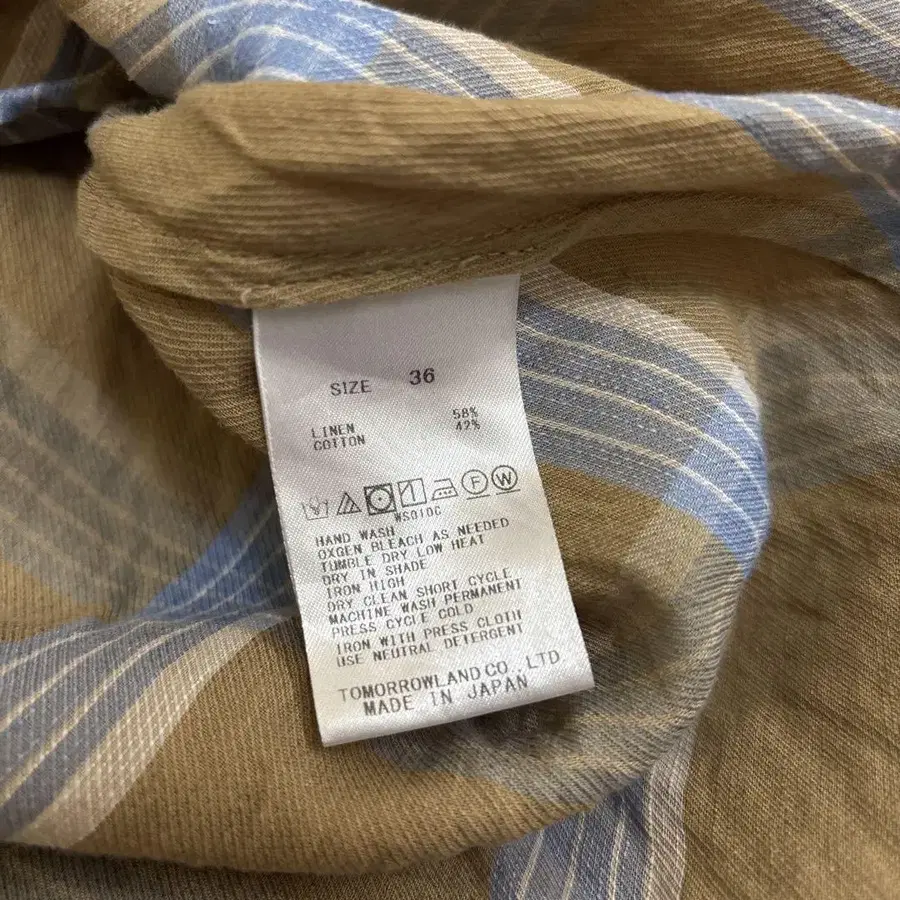 SIZE 36
LINEN 58%
COTTON 42%
F W
WS010C
HAND WASH
OXGEN BLEACH AS NEEDED
TUMBLE DRY LOW HEAT
DRY IN SHADE
IRON HIGH
DRY CLEAN SHORT CYCLE
MACHINE WASH PERMANENT
PRESS CYCLE COLD
IRON WITH PRESS CLOTH
USE NEUTRAL DETERGENT
TOMORROWLAND CO., LTD
MADE IN JAPAN